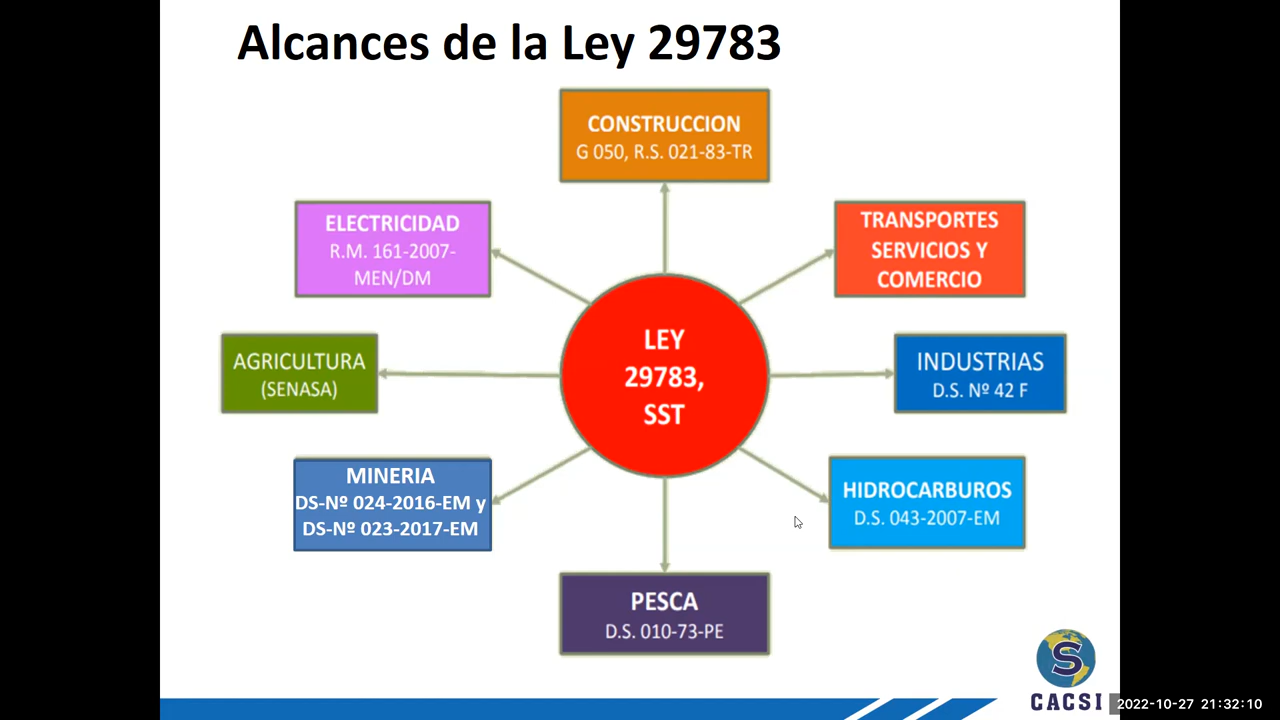 Alcances de la Ley 29783
CONSTRUCCION
G 050, R.S. 021-83-TR
ELECTRICIDAD
R.M. 161-2007-
MEN/DM
TRANSPORTES
SERVICIOS Y
COMERCIO
AGRICULTURA
(SENASA)
LEY
29783,
SST
INDUSTRIAS
D.S. Nº 42 F
MINERIA
DS-Nº 024-2016-EM y
DS-Nº 023-2017-EM
HIDROCARBUROS
D.S. 043-2007-EM
PESCA
D.S. 010-73-PE
S
CACSI
2022-10-27 21:32:10